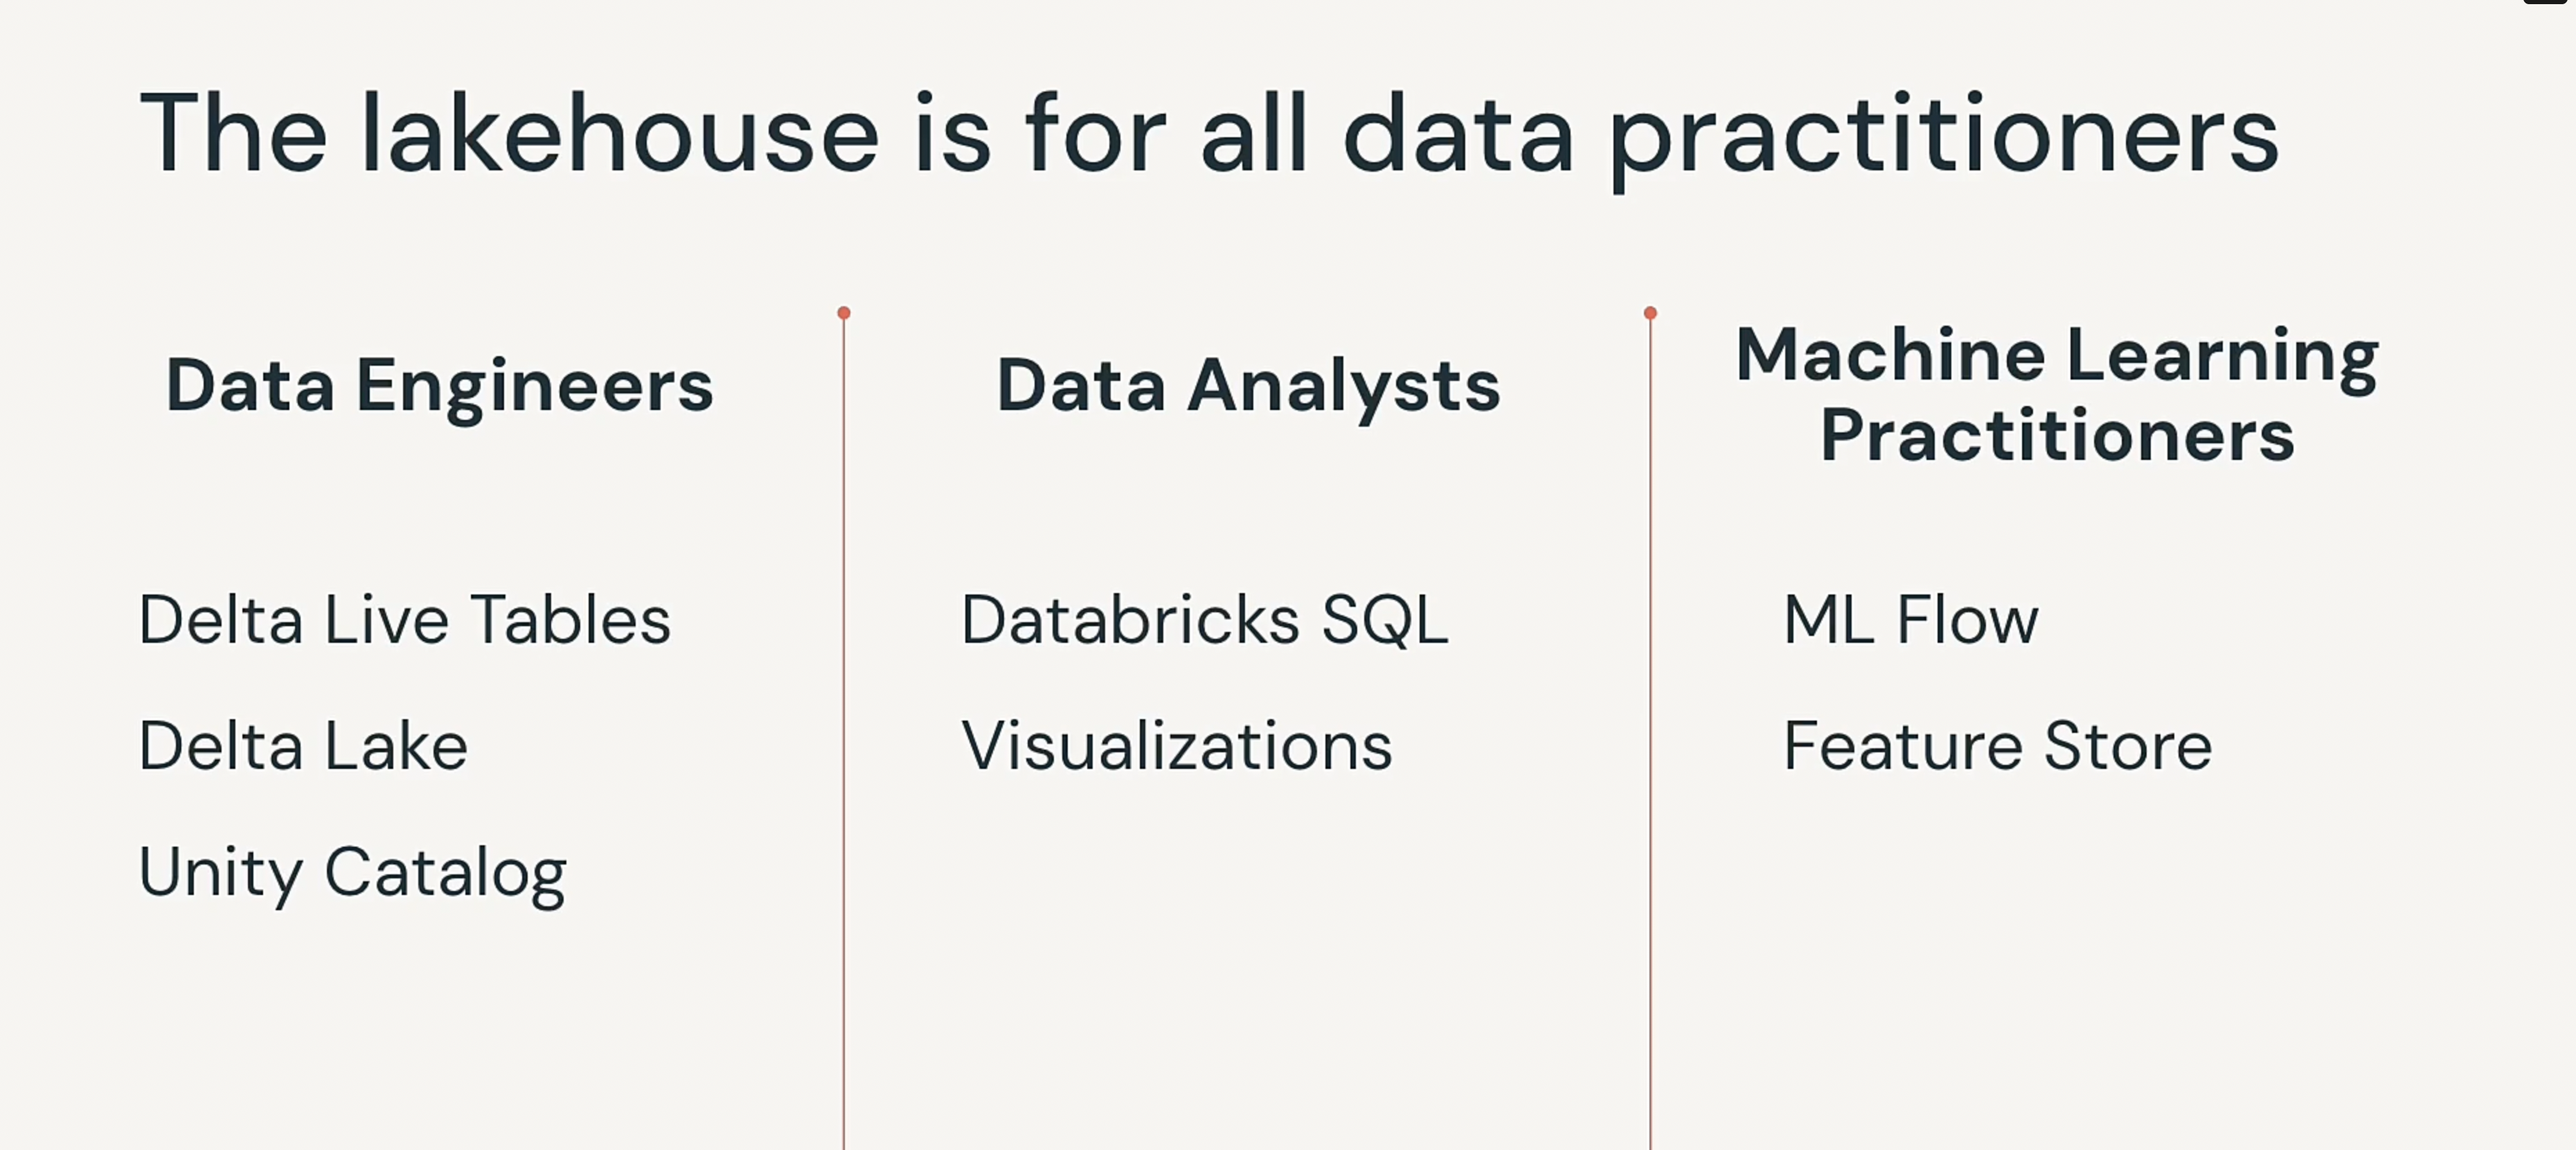 The lakehouse is for all data practitioners
Data Engineers
Delta Live Tables
Delta Lake
Unity Catalog
Data Analysts
Databricks SQL
Visualizations
Machine Learning
Practitioners
ML Flow
Feature Store